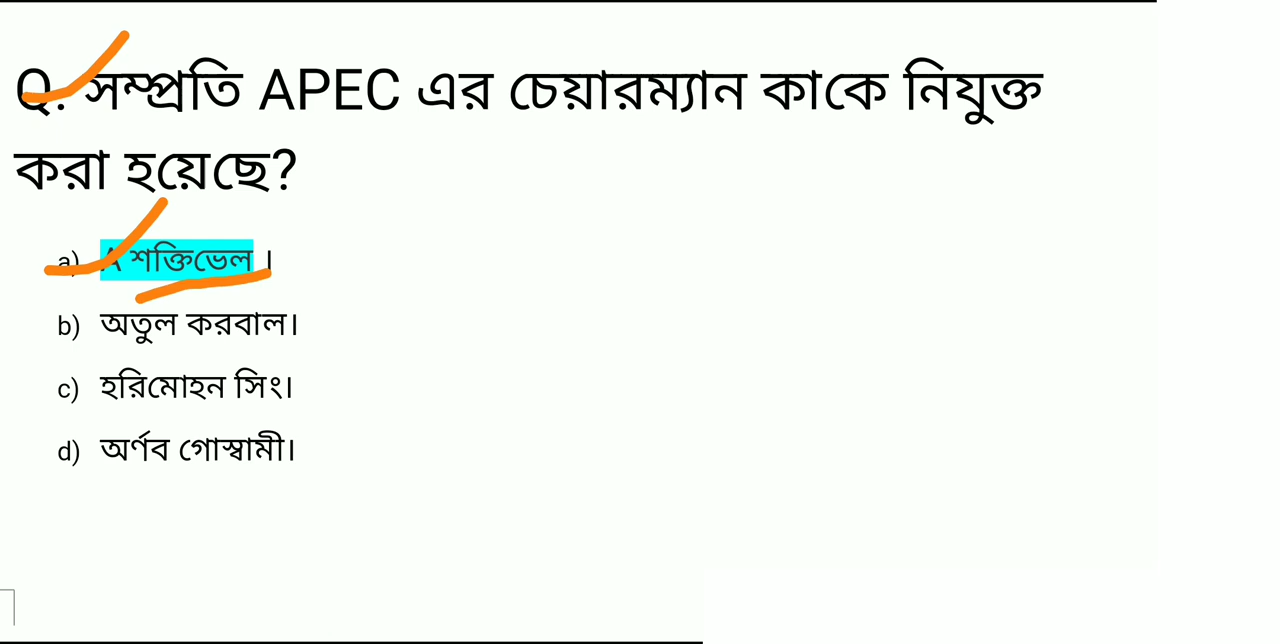 Q. সম্প্রতি APEC এর চেয়ারম্যান কাকে নিযুক্ত
করা হয়েছে?
a) A শক্তিভেল ।
b) অতুল করবাল।
c) হরিমোহন সিং।
d) অর্ণব গোস্বামী।